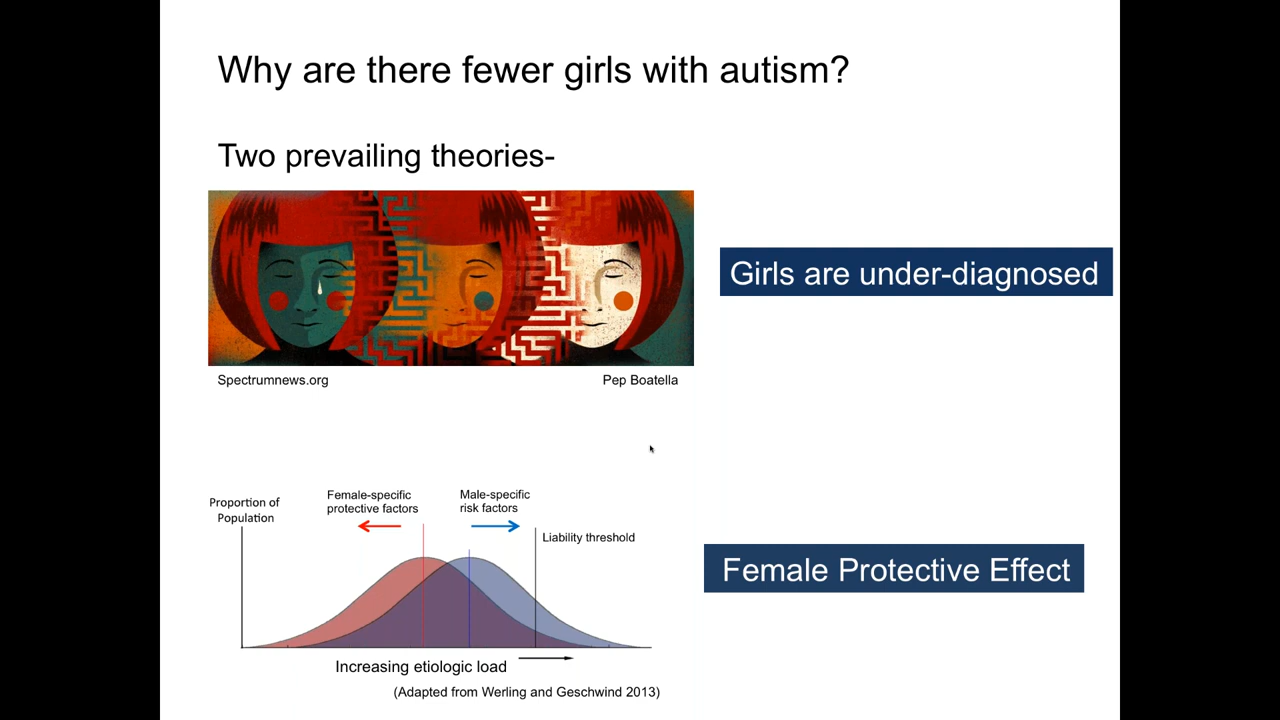 Why are there fewer girls with autism?
Two prevailing theories-
Girls are under-diagnosed
Spectrumnews.org
Pep Boatella
Proportion of
Population
Female-specific
protective factors
Male-specific
risk factors
Liability threshold
Female Protective Effect
Increasing etiologic load
(Adapted from Werling and Geschwind 2013)